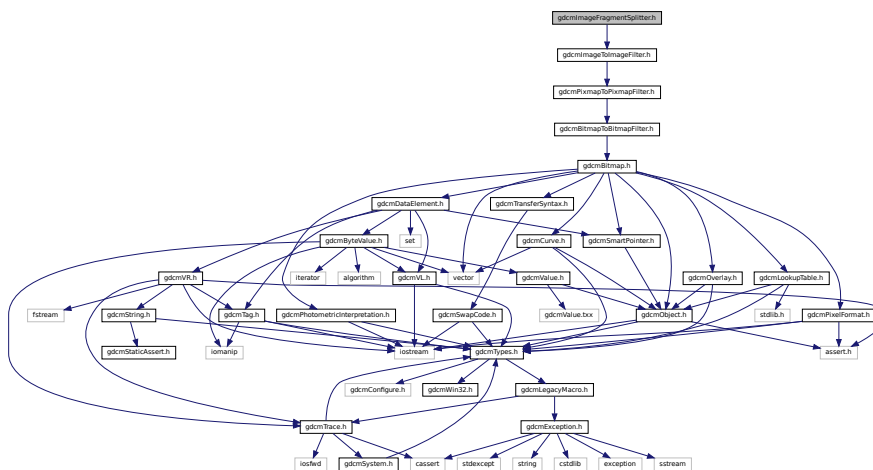 gdcmImageFragmentSplitter.h
gdcmImageToImageFilter.h
gdcmPixmapToPixmapFilter.h
gdcmBitmapToBitmapFilter.h
gdcmBitmap.h
gdcmDataElement.h
gdcmTransferSyntax.h
gdcmByteValue.h
set
gdcmCurve.h
gdcmSmartPointer.h
gdcmVR.h
iterator
algorithm
gdcmVL.h
vector
gdcmValue.h
gdcmOverlay.h
gdcmLookupTable.h
fstream
gdcmString.h
gdcmTag.h
gdcmPhotometricInterpretation.h
gdcmSwapCode.h
gdcmValue.txx
gdcmObject.h
stdlib.h
gdcmPixelFormat.h
gdcmStaticAssert.h
iomanip
iostream
gdcmTypes.h
assert.h
gdcmConfigure.h
gdcmWin32.h
gdcmLegacyMacro.h
gdcmTrace.h
gdcmException.h
iosfwd
gdcmSystem.h
cassert
stdexcept
string
cstdlib
exception
sstream